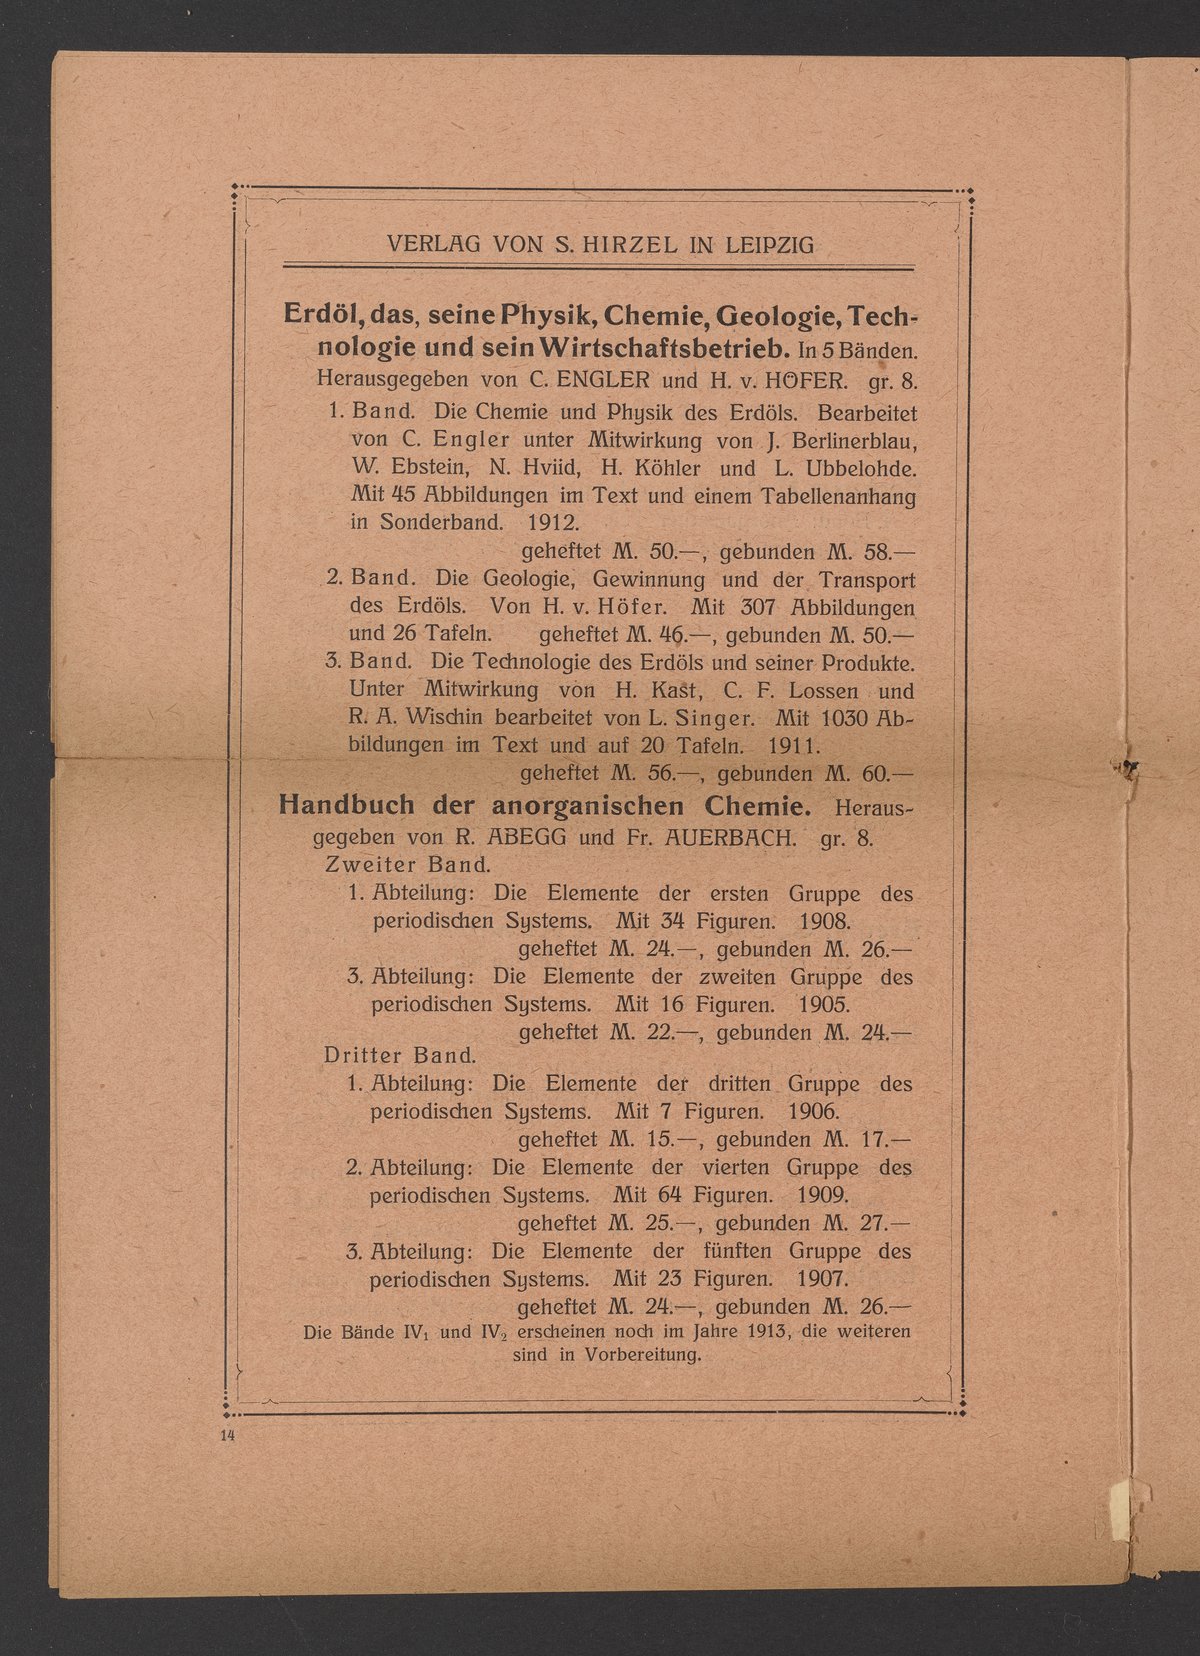 VERLAG VON S. HIRZEL IN LEIPZIG
Erdöl, das, seine Physik, Chemie, Geologie, Tech-
nologie und sein Wirtschaftsbetrieb. In 5 Bänden.
Herausgegeben von C. ENGLER und H. v. HÖFER. gr. 8.
1. Band. Die Chemie und Physik des Erdöls. Bearbeitet
von C. Engler unter Mitwirkung von J. Berlinerblau,
W. Ebstein, N. Hviid, H. Köhler und L. Ubbelohde.
Mit 45 Abbildungen im Text und einem Tabellenanhang
in Sonderband. 1912.
geheftet M. 50.—, gebunden M. 58.—
2. Band. Die Geologie, Gewinnung und der Transport
des Erdöls. Von H. v. Höfer. Mit 307 Abbildungen
und 26 Tafeln. geheftet M. 46.—, gebunden M. 50.—
3. Band. Die Technologie des Erdöls und seiner Produkte.
Unter Mitwirkung von H. Kast, C. F. Lossen und
R. A. Wischin bearbeitet von L. Singer. Mit 1030 Ab-
bildungen im Text und auf 20 Tafeln. 1911.
geheftet M. 56.—, gebunden M. 60.—
Handbuch der anorganischen Chemie. Heraus-
gegeben von R. ABEGG und Fr. AUERBACH. gr. 8.
Zweiter Band.
1. Abteilung: Die Elemente der ersten Gruppe des
periodischen Systems. Mit 34 Figuren. 1908.
geheftet M. 24.—, gebunden M. 26.—
3. Abteilung: Die Elemente der zweiten Gruppe des
periodischen Systems. Mit 16 Figuren. 1905.
geheftet M. 22.—, gebunden M. 24.—
Dritter Band.
1. Abteilung: Die Elemente der dritten Gruppe des
periodischen Systems. Mit 7 Figuren. 1906.
geheftet M. 15.—, gebunden M. 17.—
2. Abteilung: Die Elemente der vierten Gruppe des
periodischen Systems. Mit 64 Figuren. 1909.
geheftet M. 25.—, gebunden M. 27.—
3. Abteilung: Die Elemente der fünften Gruppe des
periodischen Systems. Mit 23 Figuren. 1907.
geheftet M. 24.—, gebunden M. 26.—
Die Bände IV₁ und IV₂ erscheinen noch im Jahre 1913, die weiteren
sind in Vorbereitung.
14